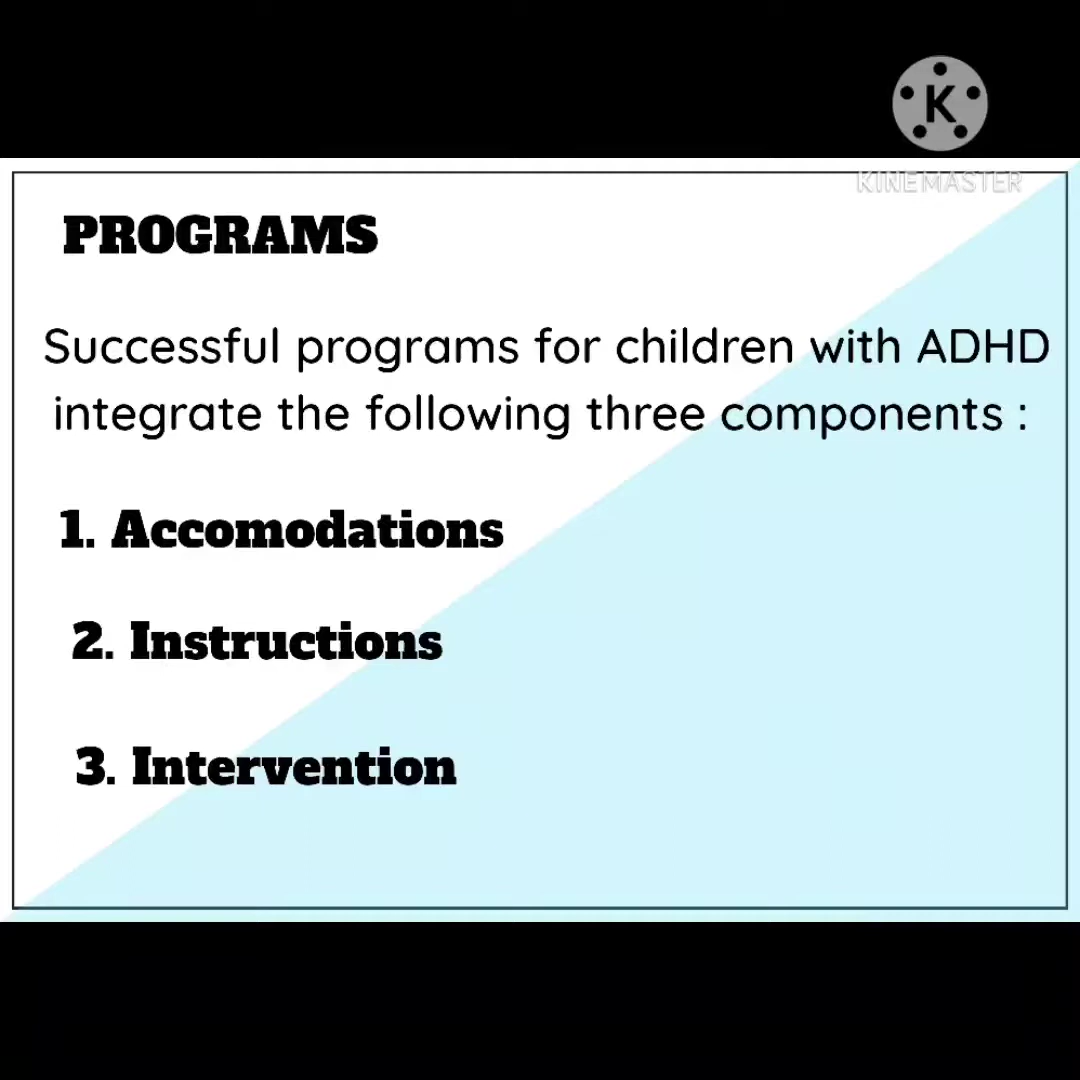 K
KINEMASTER
PROGRAMS
Successful programs for children with ADHD
integrate the following three components :
1. Accomodations
2. Instructions
3. Intervention